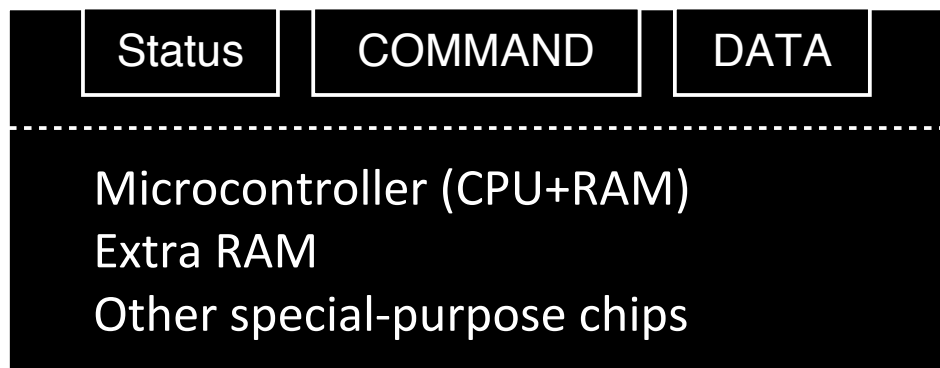 Status COMMAND DATA
Microcontroller (CPU+RAM)
Extra RAM
Other special-purpose chips